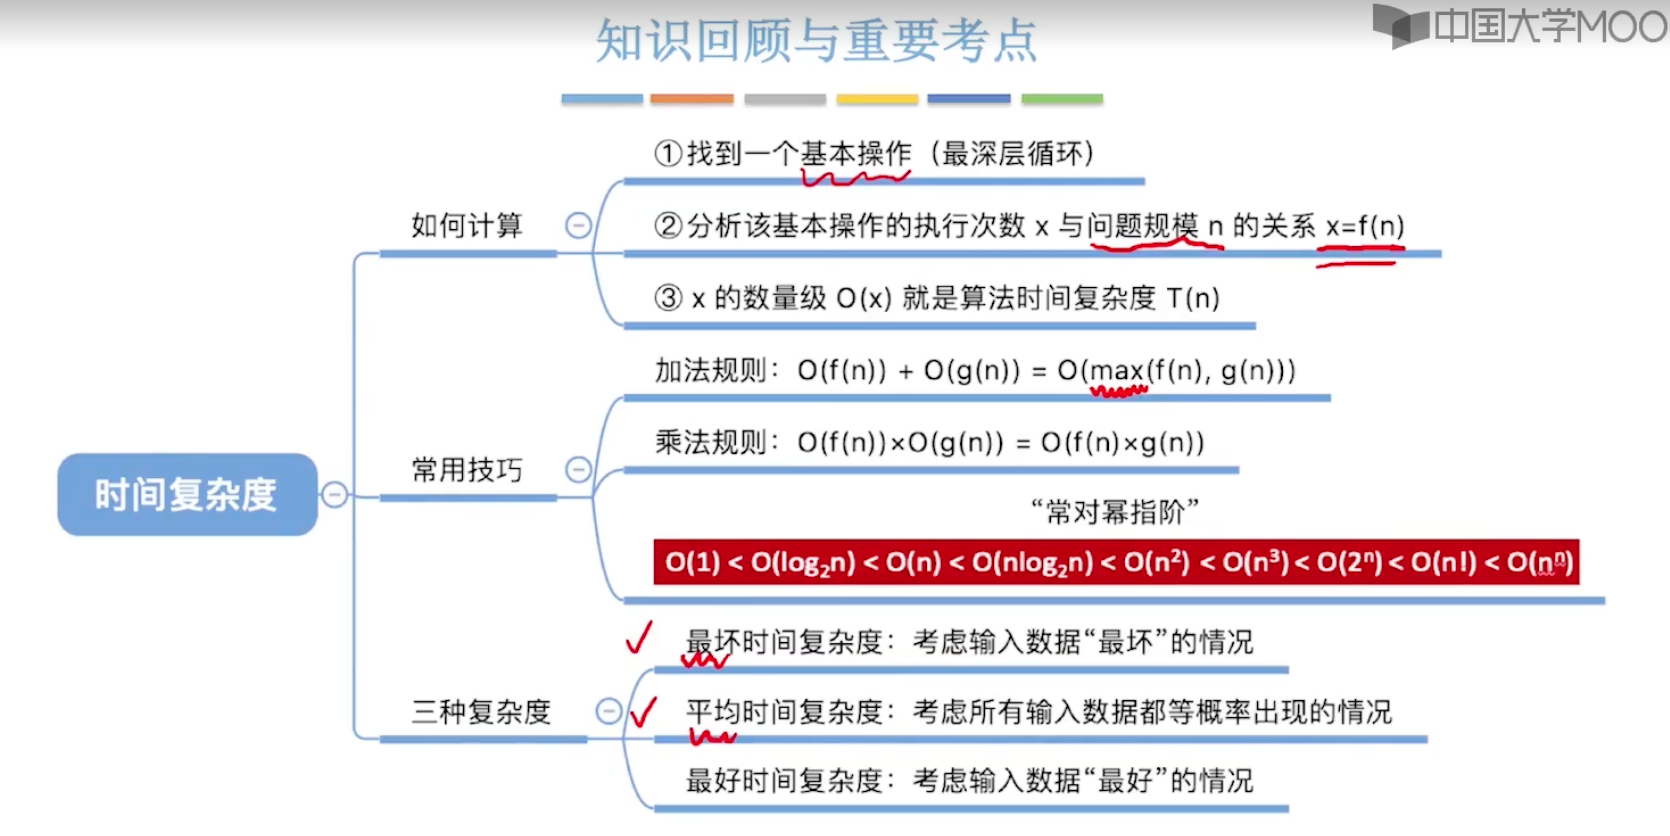 知识回顾与重要考点
中国大学MOO
①找到一个基本操作（最深层循环）
如何计算
②分析该基本操作的执行次数 x 与问题规模 n 的关系 x=f(n)
③ x 的数量级 O(x) 就是算法时间复杂度 T(n)
加法规则：O(f(n)) + O(g(n)) = O(max(f(n), g(n)))
乘法规则：O(f(n))×O(g(n)) = O(f(n)×g(n))
常用技巧
时间复杂度
“常对幂指阶”
O(1) < O(log₂n) < O(n) < O(nlog₂n) < O(n²) < O(n³) < O(2ⁿ) < O(n!) < O(nⁿ)
最坏时间复杂度：考虑输入数据“最坏”的情况
三种复杂度
平均时间复杂度：考虑所有输入数据都等概率出现的情况
最好时间复杂度：考虑输入数据“最好”的情况